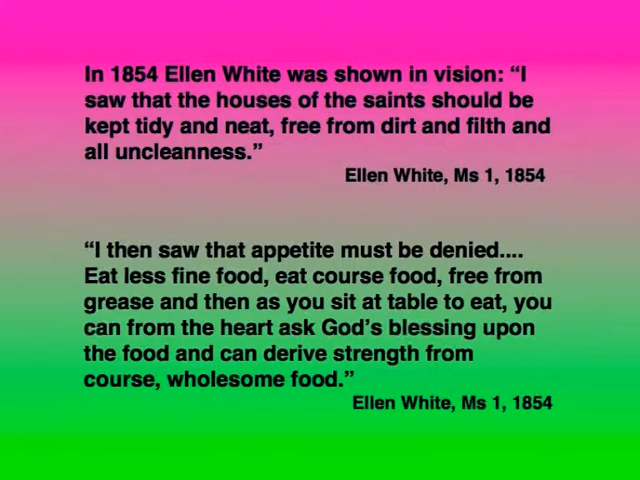 In 1854 Ellen White was shown in vision: “I
saw that the houses of the saints should be
kept tidy and neat, free from dirt and filth and
all uncleanness.”
Ellen White, Ms 1, 1854
“I then saw that appetite must be denied....
Eat less fine food, eat course food, free from
grease and then as you sit at table to eat, you
can from the heart ask God’s blessing upon
the food and can derive strength from
course, wholesome food.”
Ellen White, Ms 1, 1854